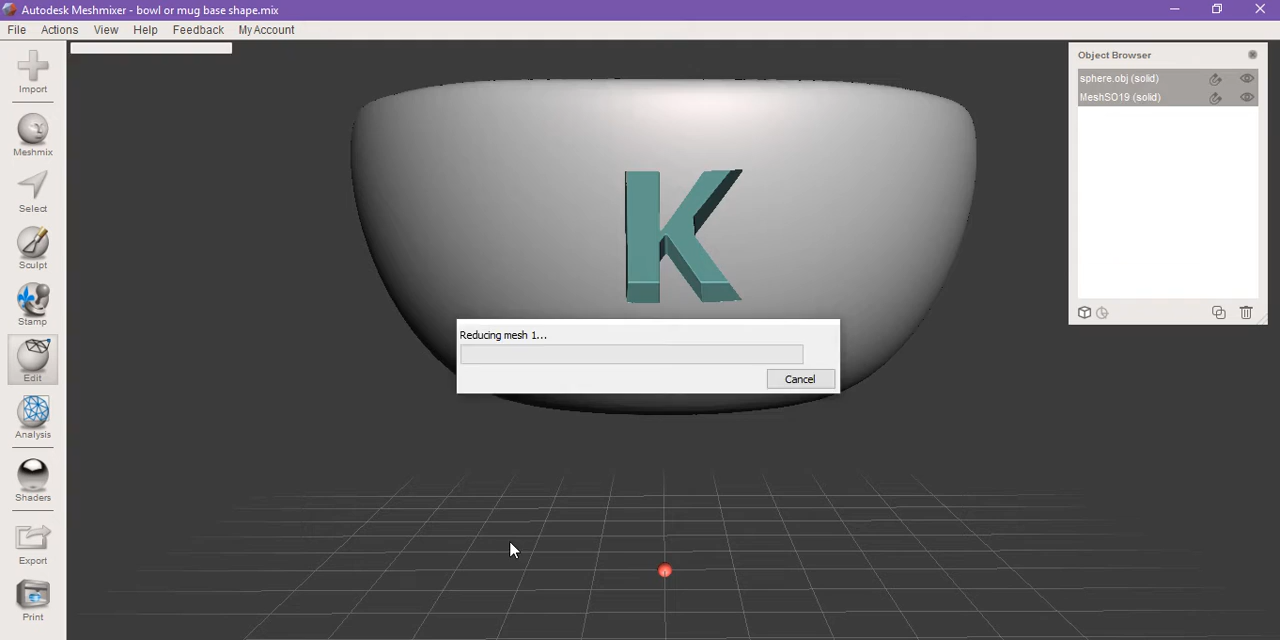 Autodesk Meshmixer - bowl or mug base shape.mix
File Actions View Help Feedback My Account
Import
Meshmix
Select
Sculpt
Stamp
Edit
Analysis
Shaders
Export
Print
K
Reducing mesh 1...
Cancel
Object Browser
sphere.obj (solid)
MeshSO19 (solid)